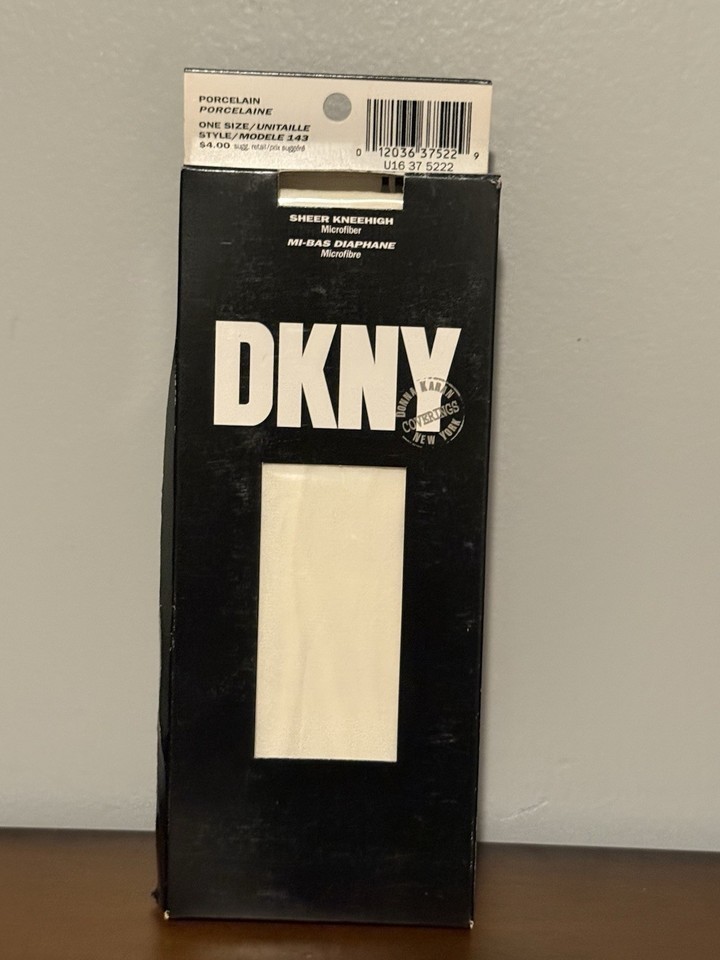 PORCELAIN
PORCELAINE
ONE SIZE/UNITAILLE
STYLE/MODELE 143
$4.00 sugg. retail/prix suggéré
0 12036 37522 9
U16 37 5222
SHEER KNEEHIGH
Microfiber
MI-BAS DIAPHANE
Microfibre
DKNY
DONNA KARAN
COVERINGS
NEW YORK